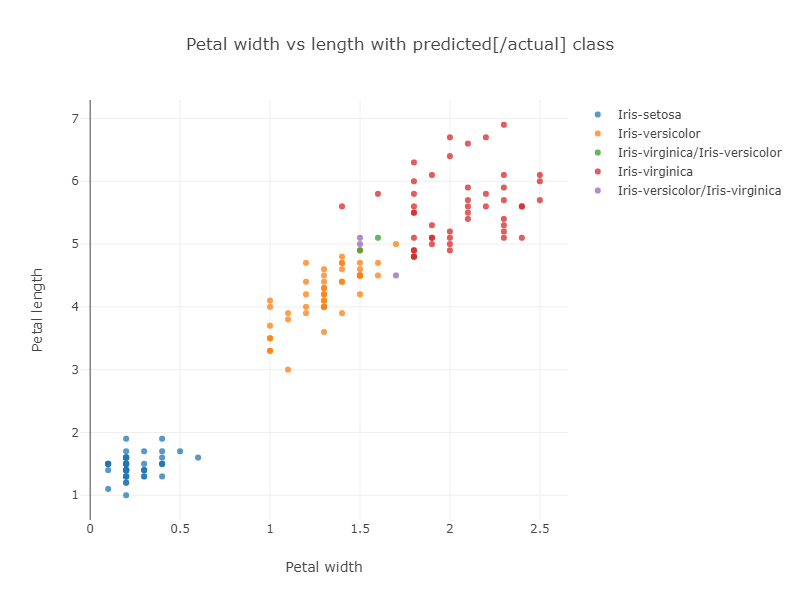 Petal width vs length with predicted[/actual] class
Iris-setosa
Iris-versicolor
Iris-virginica/Iris-versicolor
Iris-virginica
Iris-versicolor/Iris-virginica
Petal length
7
6
5
4
3
2
1
0
0.5
1
1.5
2
2.5
Petal width